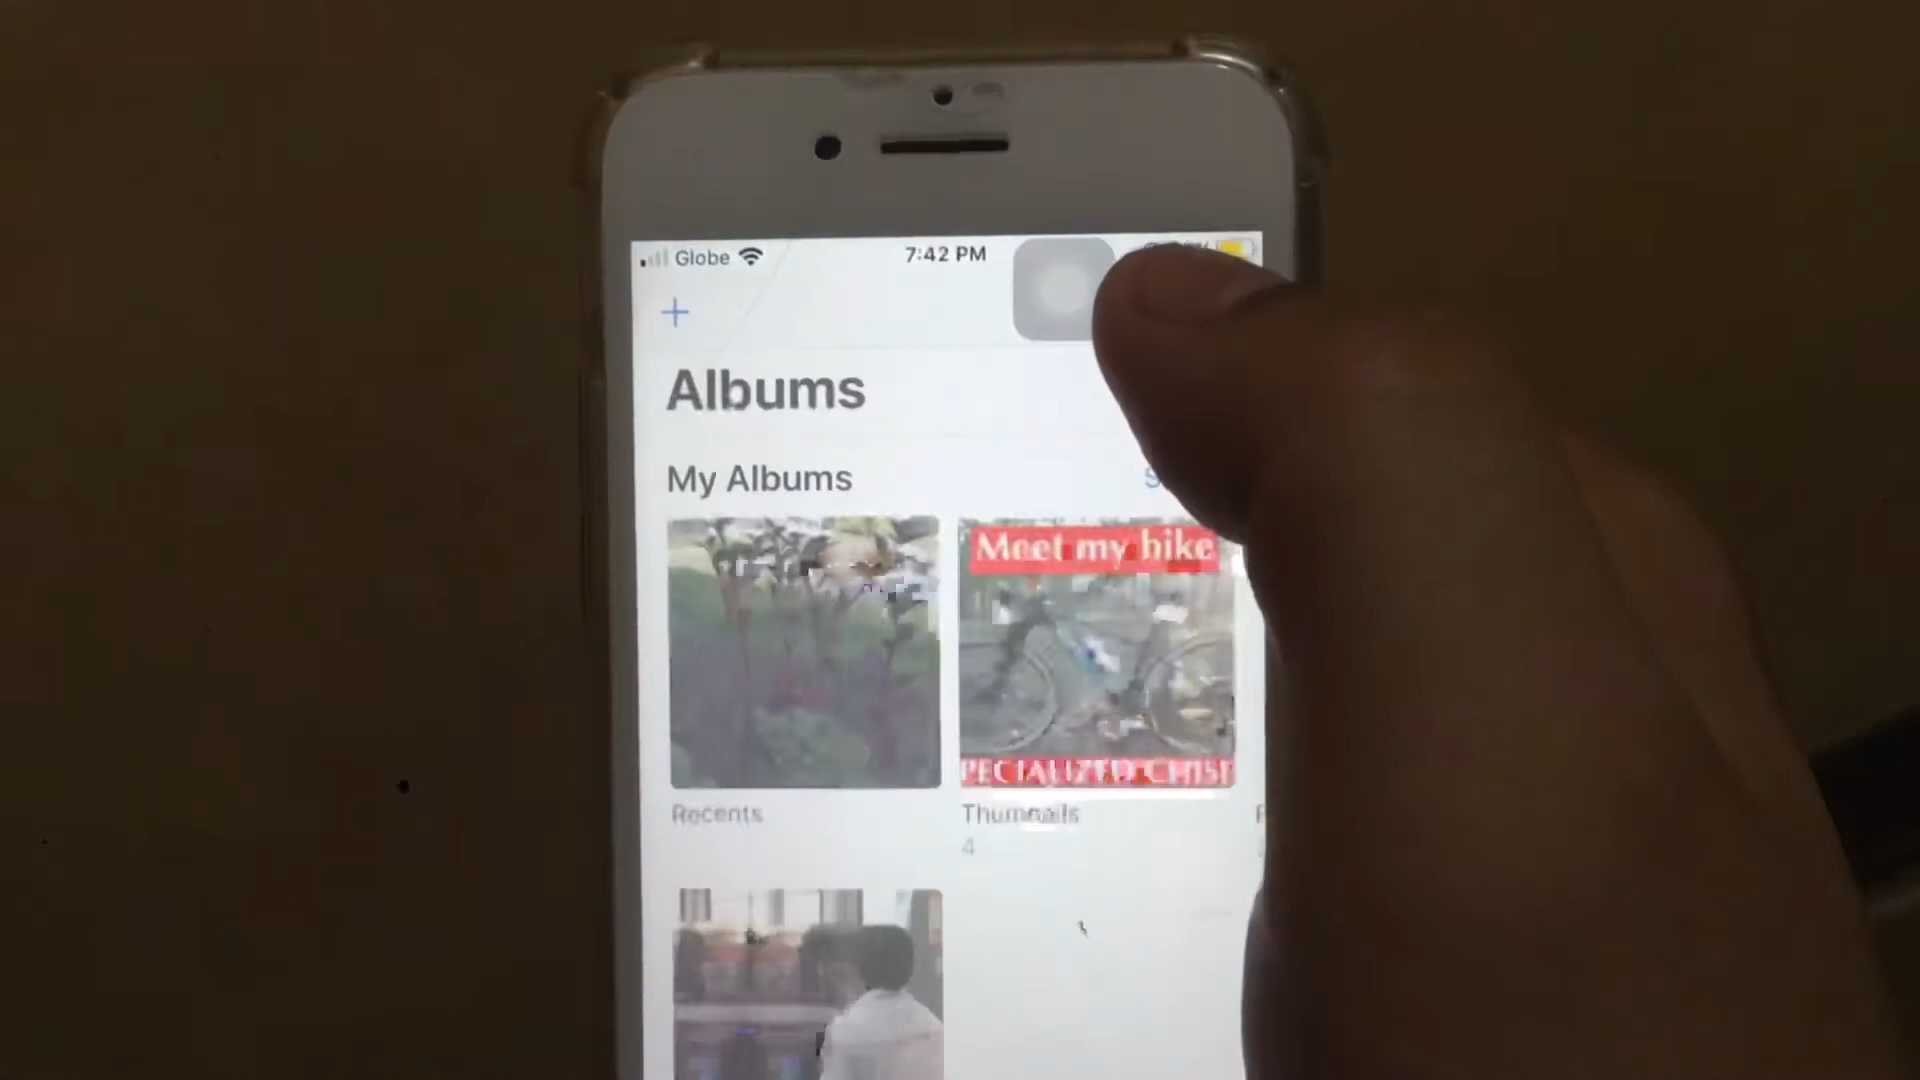 Globe
7:42 PM
+
Albums
My Albums
Meet my bike
Recents
Thumnails
4